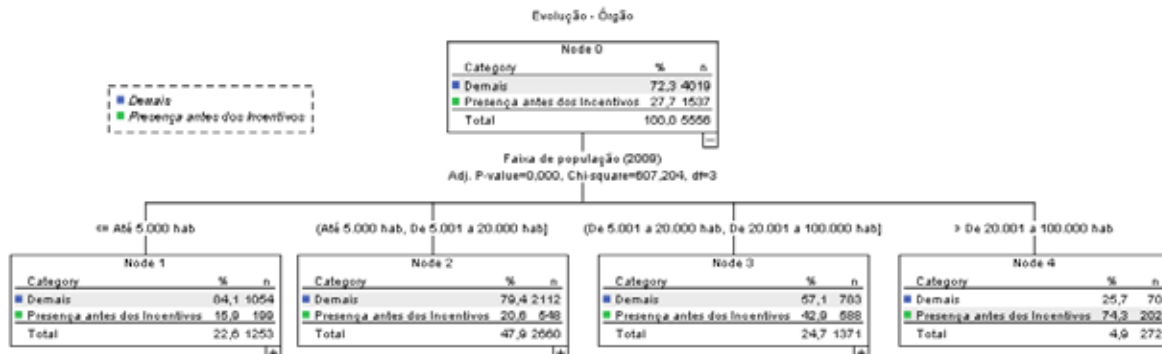 Evolução - Órgão
Node 0
Category % n
Demais 72,3 4019
Presença antes dos Incentivos 27,7 1537
Total 100,0 5556
Demais
Presença antes dos Incentivos
Faixa de população (2009)
Adj. P-value=0,000, Chi-square=607,204, df=3
<= Até 5.000 hab
(Até 5.000 hab, De 5.001 a 20.000 hab]
(De 5.001 a 20.000 hab, De 20.001 a 100.000 hab]
> De 20.001 a 100.000 hab
Node 1
Category % n
Demais 84,1 1054
Presença antes dos Incentivos 15,9 199
Total 22,6 1253
Node 2
Category % n
Demais 79,4 2112
Presença antes dos Incentivos 20,6 548
Total 47,9 2660
Node 3
Category % n
Demais 57,1 783
Presença antes dos Incentivos 42,9 588
Total 24,7 1371
Node 4
Category % n
Demais 25,7 70
Presença antes dos Incentivos 74,3 202
Total 4,9 272